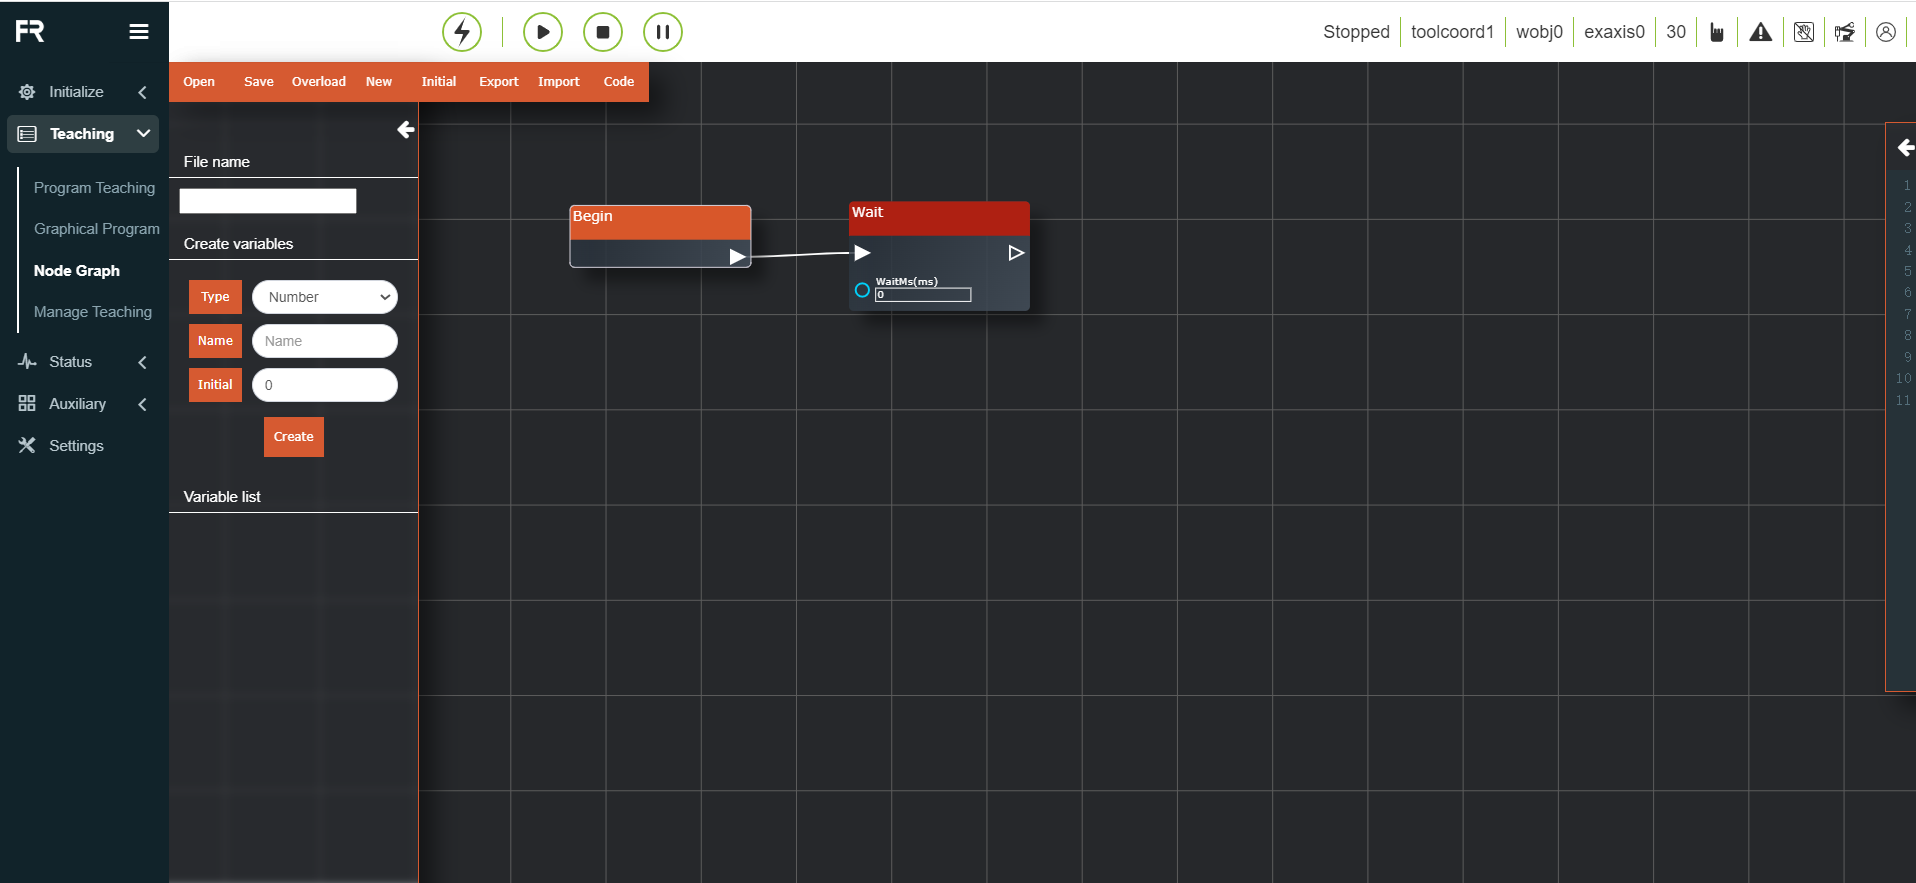 FR
Stopped toolcoord1 wobj0 exaxis0 30
Open Save Overload New Initial Export Import Code
Initialize
Teaching
Program Teaching
Graphical Program
Node Graph
Manage Teaching
Status
Auxiliary
Settings
File name
Create variables
Type Number
Name Name
Initial 0
Create
Variable list
Begin
Wait
WaitMs(ms)
0
1
2
3
4
5
6
7
8
9
10
11